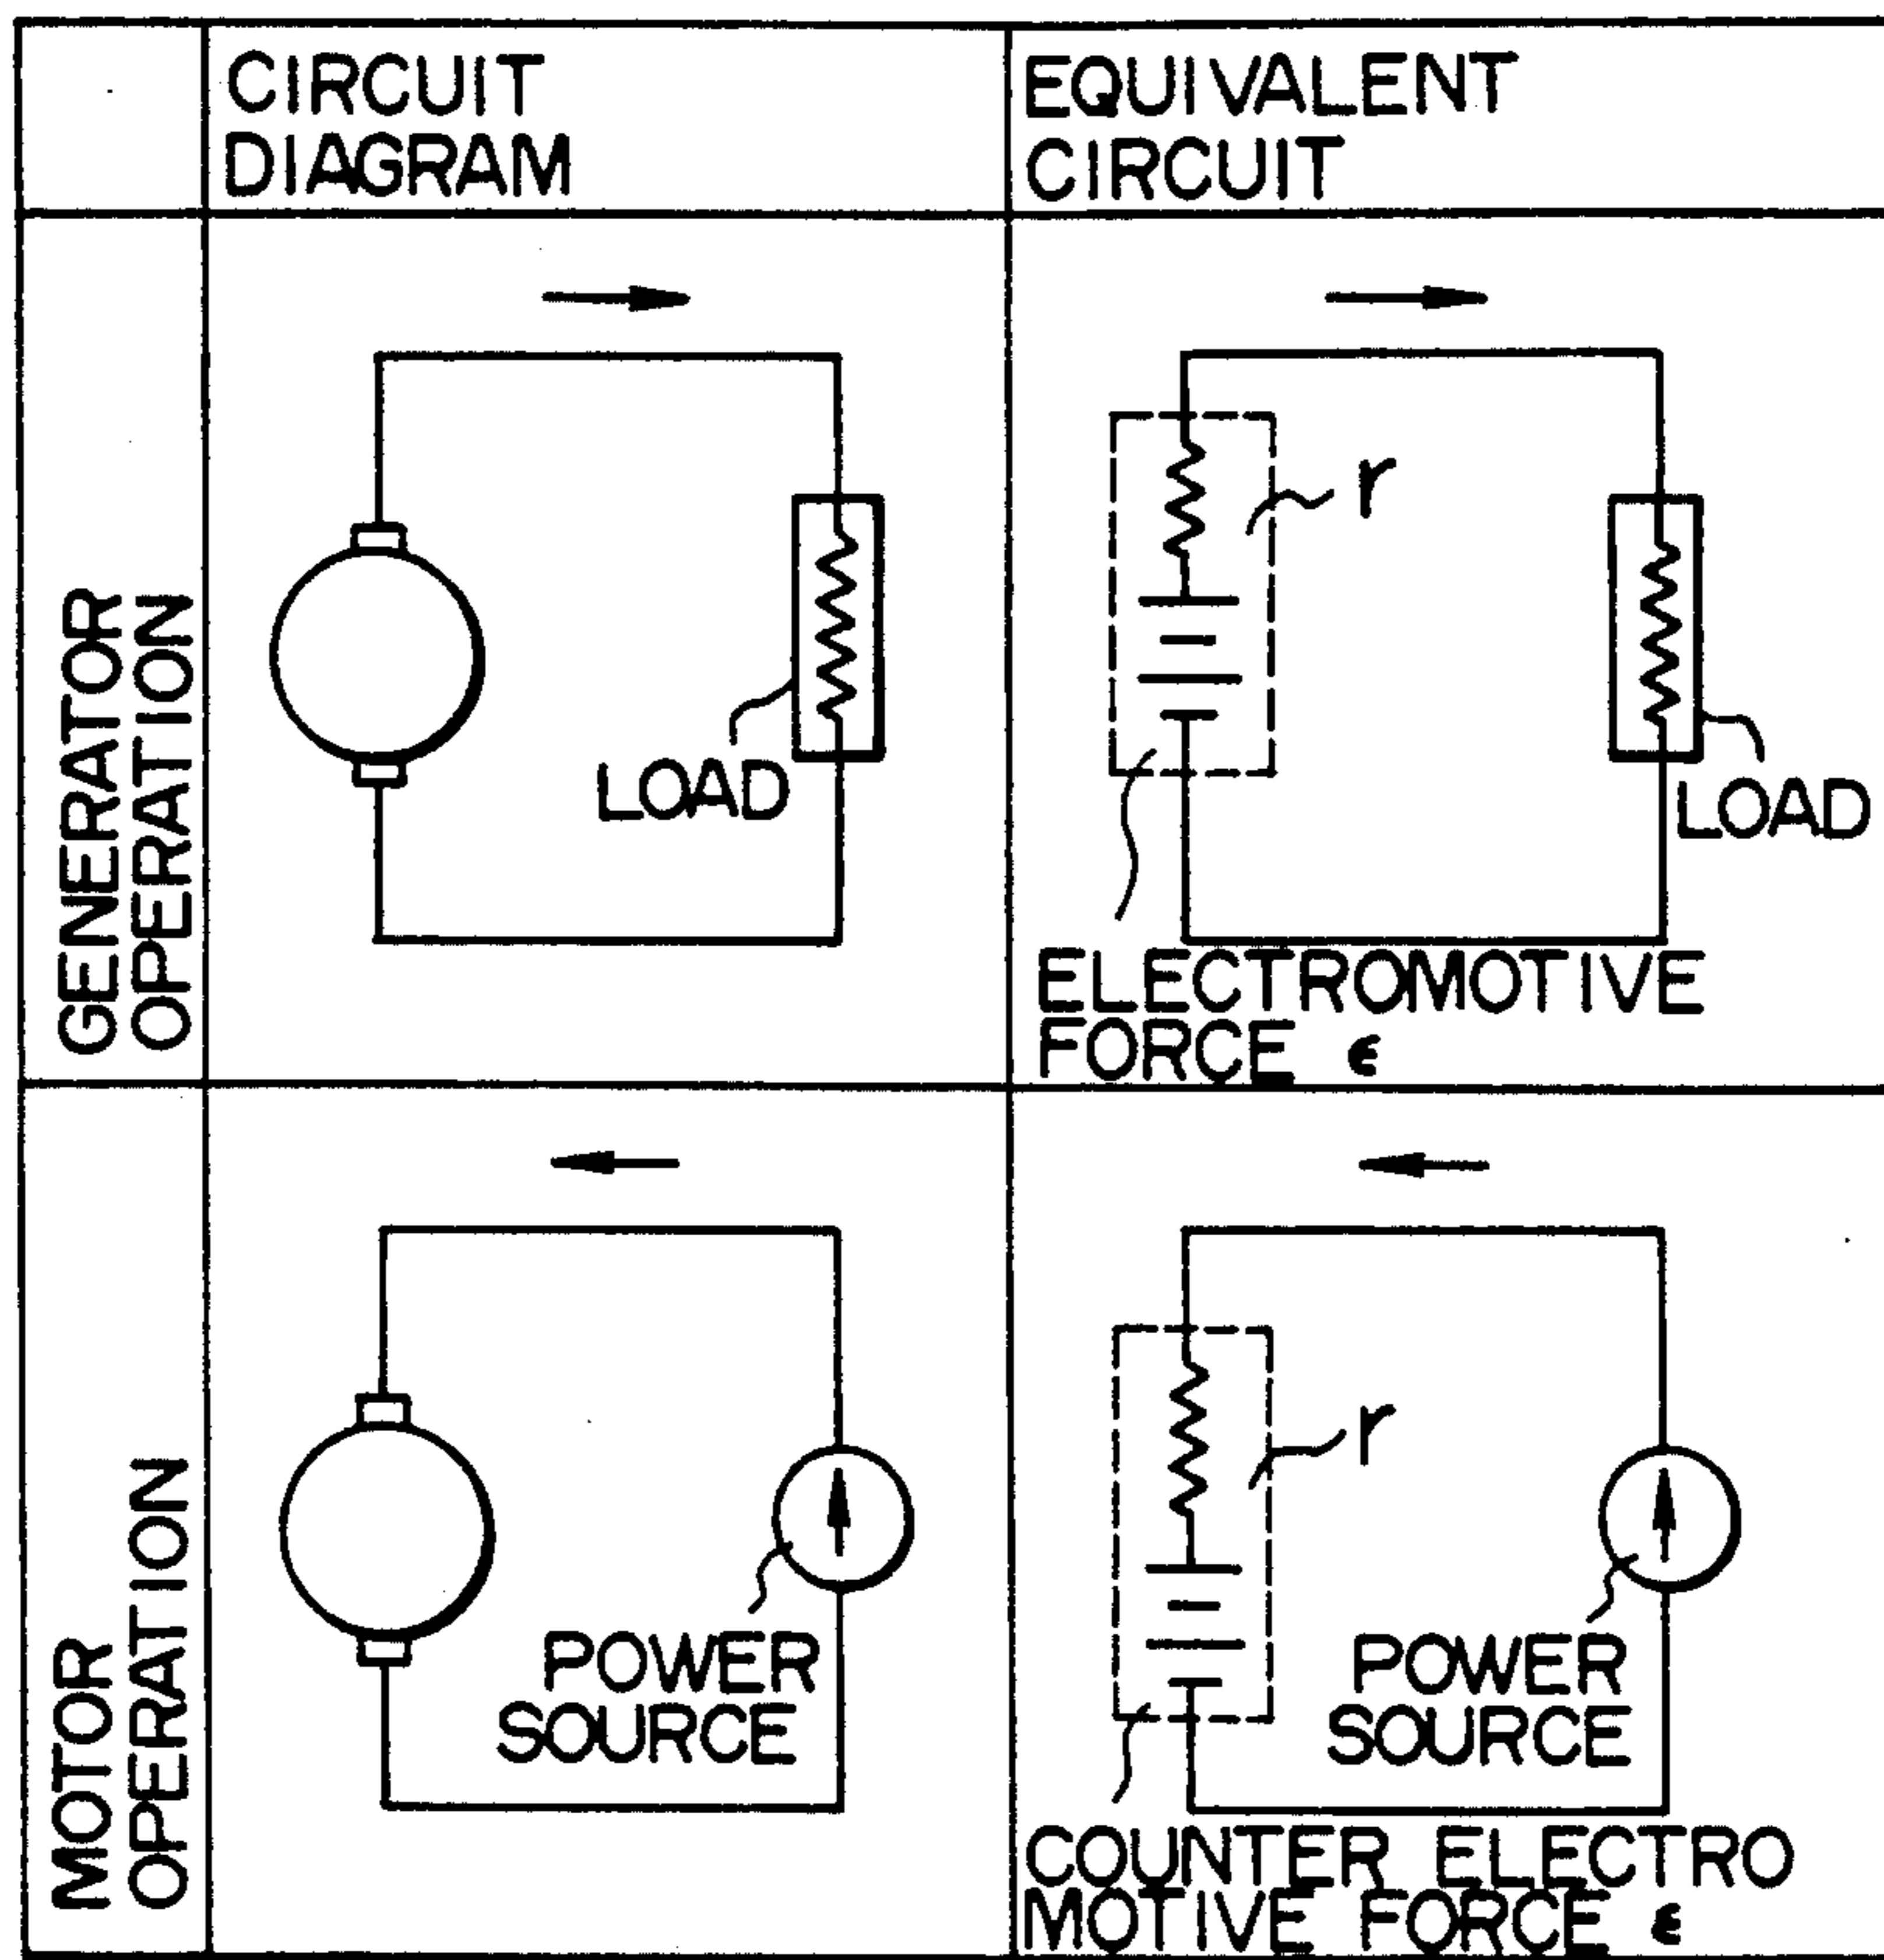 CIRCUIT
DIAGRAM
EQUIVALENT
CIRCUIT
GENERATOR
OPERATION
LOAD
r
LOAD
ELECTROMOTIVE
FORCE ϵ
MOTOR
OPERATION
POWER
SOURCE
r
POWER
SOURCE
COUNTER ELECTRO
MOTIVE FORCE ϵ